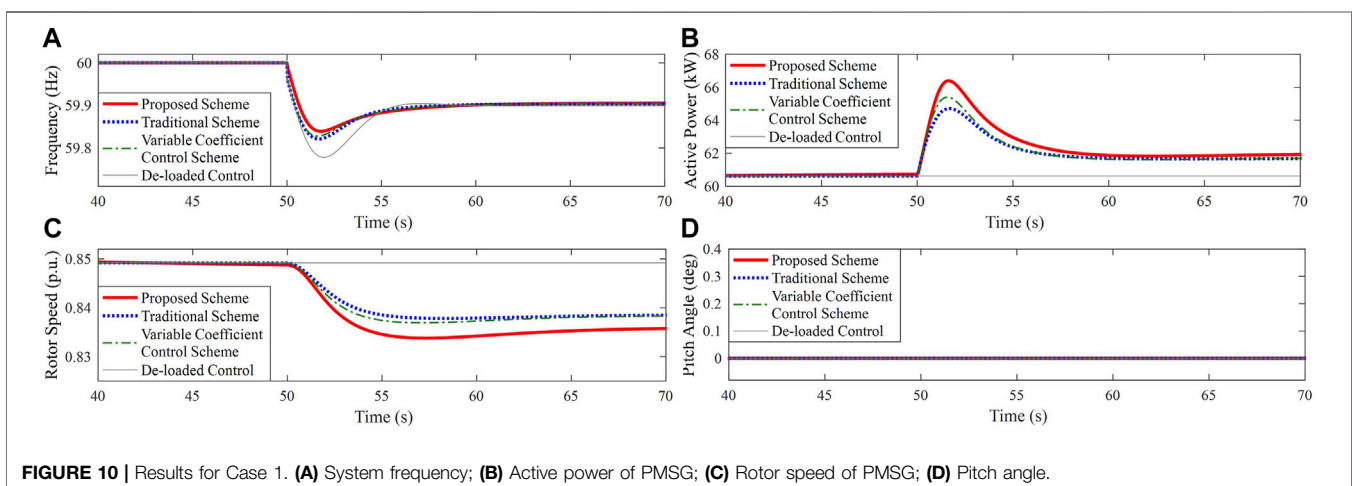 A
Frequency (Hz)
60
59.9
59.8
Proposed Scheme
Traditional Scheme
Variable Coefficient
Control Scheme
De-loaded Control
40 45 50 55 60 65 70
Time (s)
B
Active Power (kW)
68
66
64
62
60
Proposed Scheme
Traditional Scheme
Variable Coefficient
Control Scheme
De-loaded Control
40 45 50 55 60 65 70
Time (s)
C
Rotor Speed (p.u.)
0.85
0.84
0.83
Proposed Scheme
Traditional Scheme
Variable Coefficient
Control Scheme
De-loaded Control
40 45 50 55 60 65 70
Time (s)
D
Pitch Angle (deg)
0.4
0.3
0.2
0.1
0
Proposed Scheme
Traditional Scheme
Variable Coefficient
Control Scheme
De-loaded Control
40 45 50 55 60 65 70
Time (s)
FIGURE 10 | Results for Case 1. (A) System frequency; (B) Active power of PMSG; (C) Rotor speed of PMSG; (D) Pitch angle.